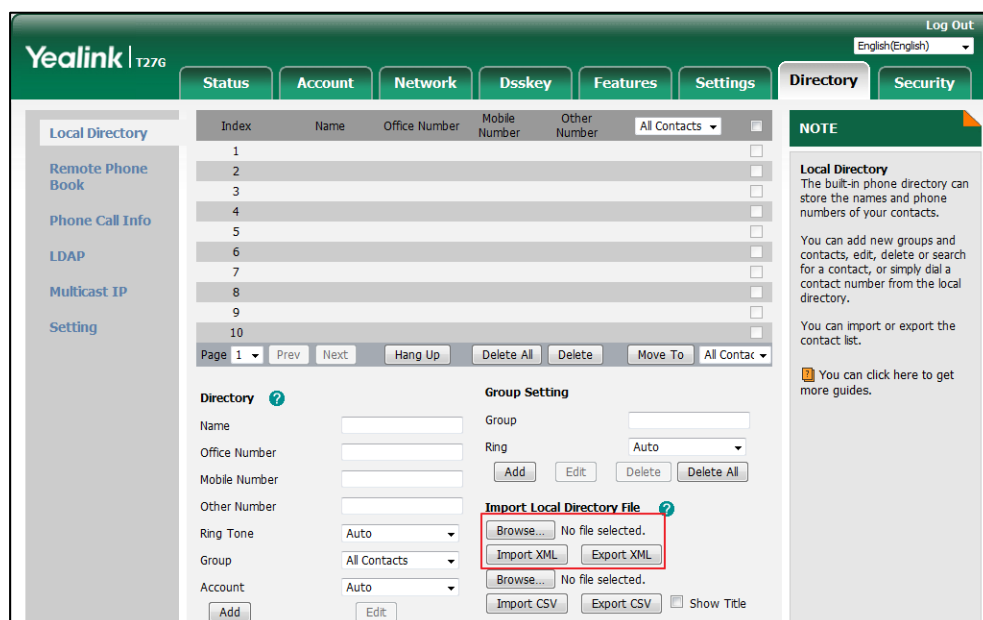 Log Out
Yealink T27G
English(English)
Status Account Network Dsskey Features Settings Directory Security
Local Directory
Remote Phone
Book
Phone Call Info
LDAP
Multicast IP
Setting
Index Name Office Number Mobile Number Other Number All Contacts
1
2
3
4
5
6
7
8
9
10
Page 1 Prev Next Hang Up Delete All Delete Move To All Contac
Directory ?
Name
Office Number
Mobile Number
Other Number
Ring Tone Auto
Group All Contacts
Account Auto
Add Edit
Group Setting
Group
Ring Auto
Add Edit Delete Delete All
Import Local Directory File ?
Browse... No file selected.
Import XML Export XML
Browse... No file selected.
Import CSV Export CSV Show Title
NOTE
Local Directory
The built-in phone directory can
store the names and phone
numbers of your contacts.
You can add new groups and
contacts, edit, delete or search
for a contact, or simply dial a
contact number from the local
directory.
You can import or export the
contact list.
? You can click here to get
more guides.